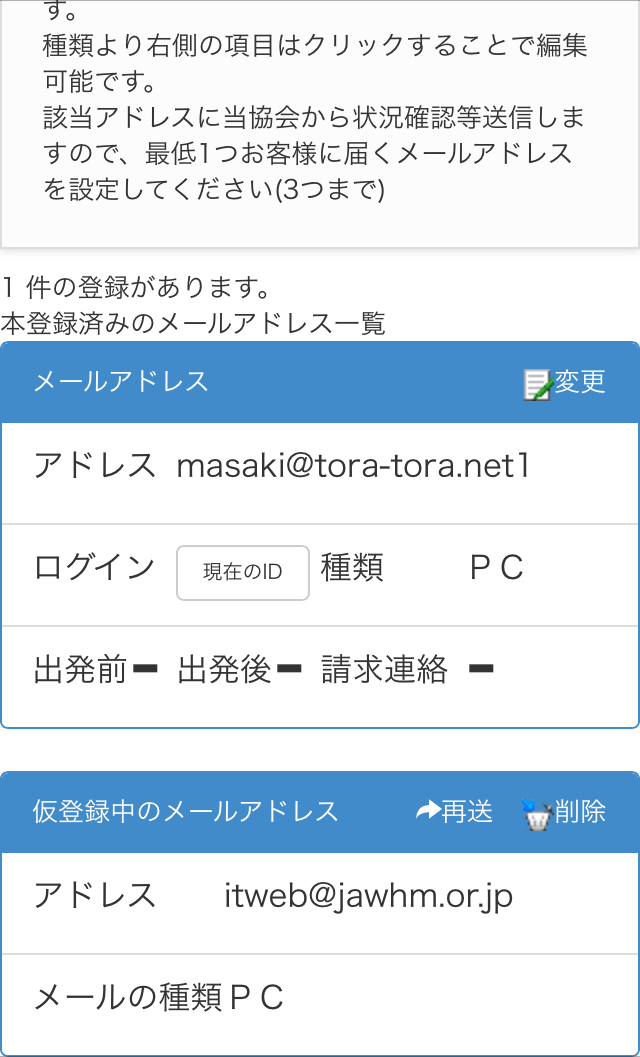 す。
種類より右側の項目はクリックすることで編集
可能です。
該当アドレスに当協会から状況確認等送信しま
すので、最低1つお客様に届くメールアドレス
を設定してください(3つまで)
1 件の登録があります。
本登録済みのメールアドレス一覧
メールアドレス 変更
アドレス masaki@tora-tora.net1
ログイン 現在のID 種類 ＰＣ
出発前 出発後 請求連絡
仮登録中のメールアドレス 再送 削除
アドレス itweb@jawhm.or.jp
メールの種類ＰＣ